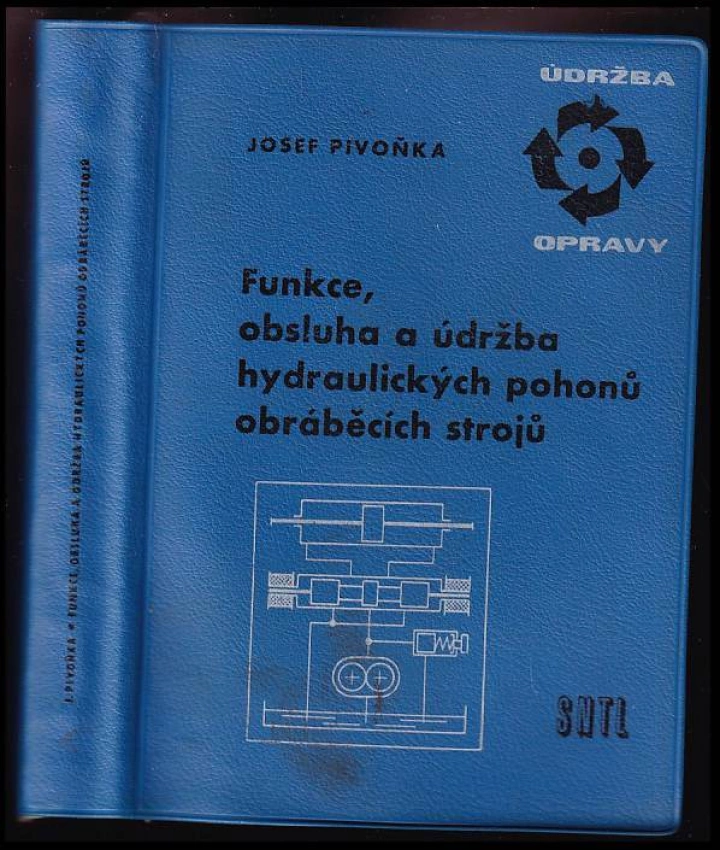 ÚDRŽBA
OPRAVY
JOSEF PIVOŇKA
Funkce,
obsluha a údržba
hydraulických pohonů
obráběcích strojů
SNTL
J. PIVOŇKA • FUNKCE, OBSLUHA A ÚDRŽBA HYDRAULICKÝCH POHONŮ OBRÁBĚCÍCH STROJŮ